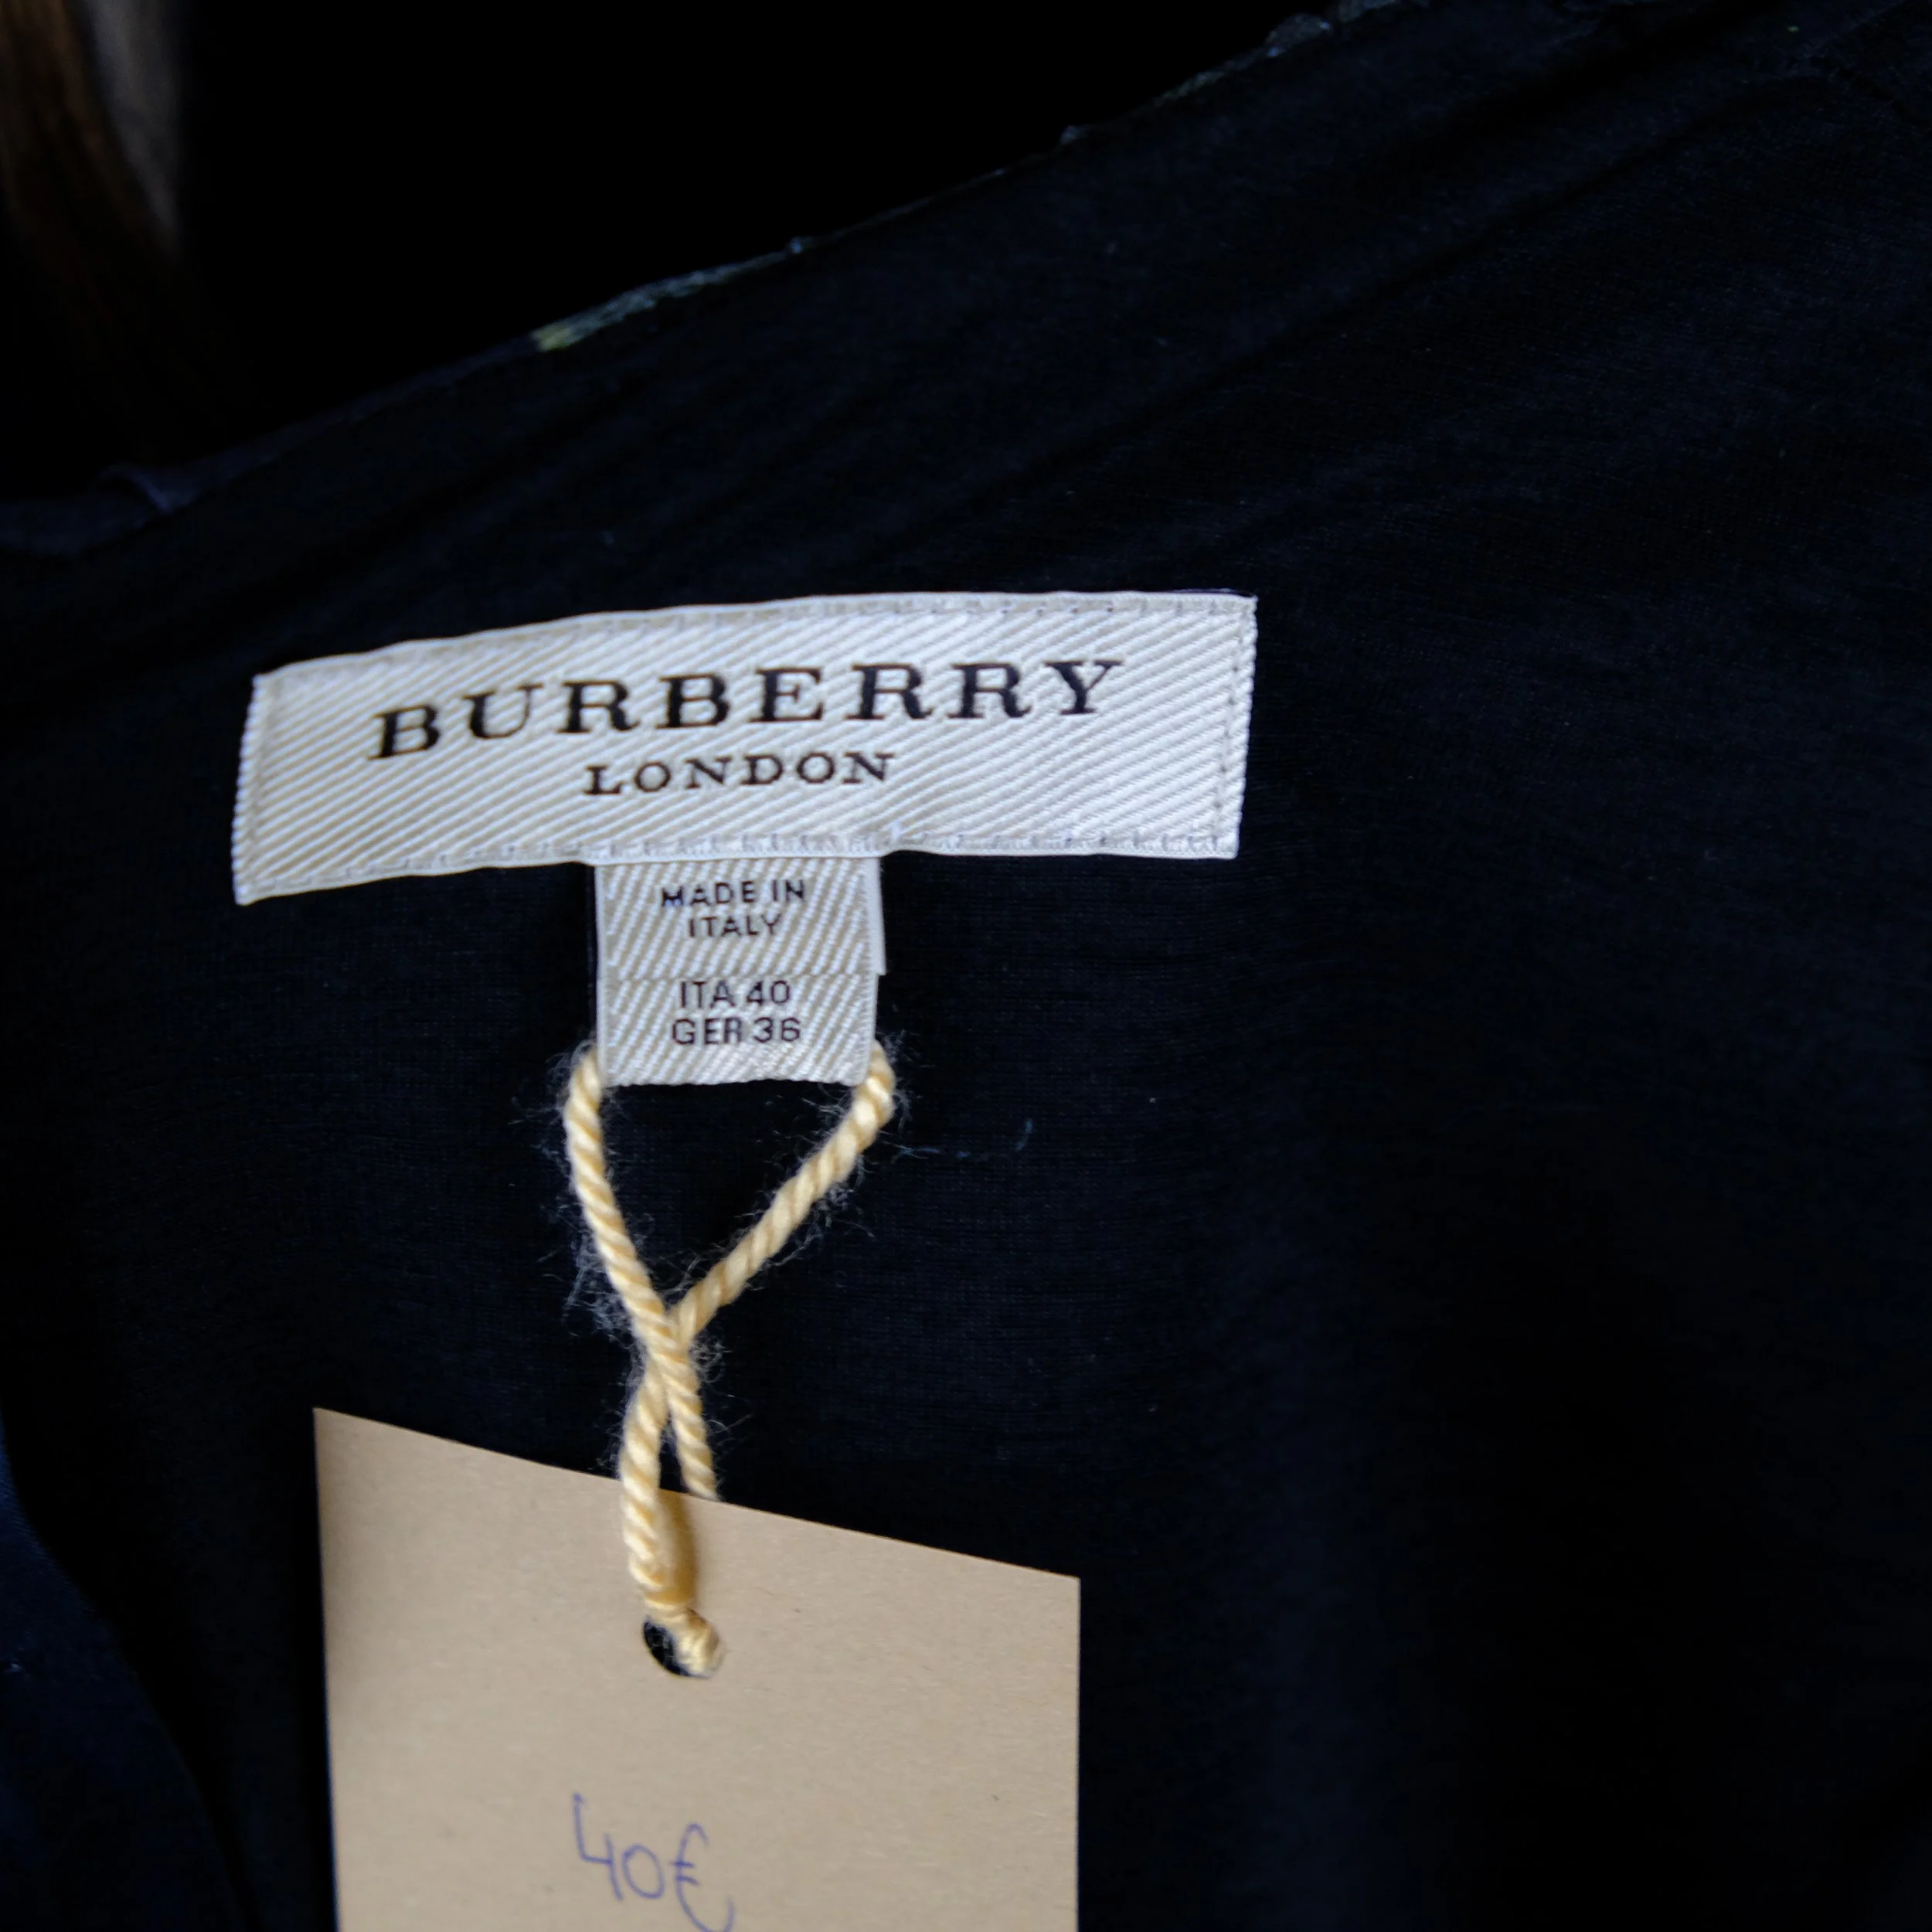 BURBERRY
LONDON
MADE IN
ITALY
ITA 40
GER 36
40€